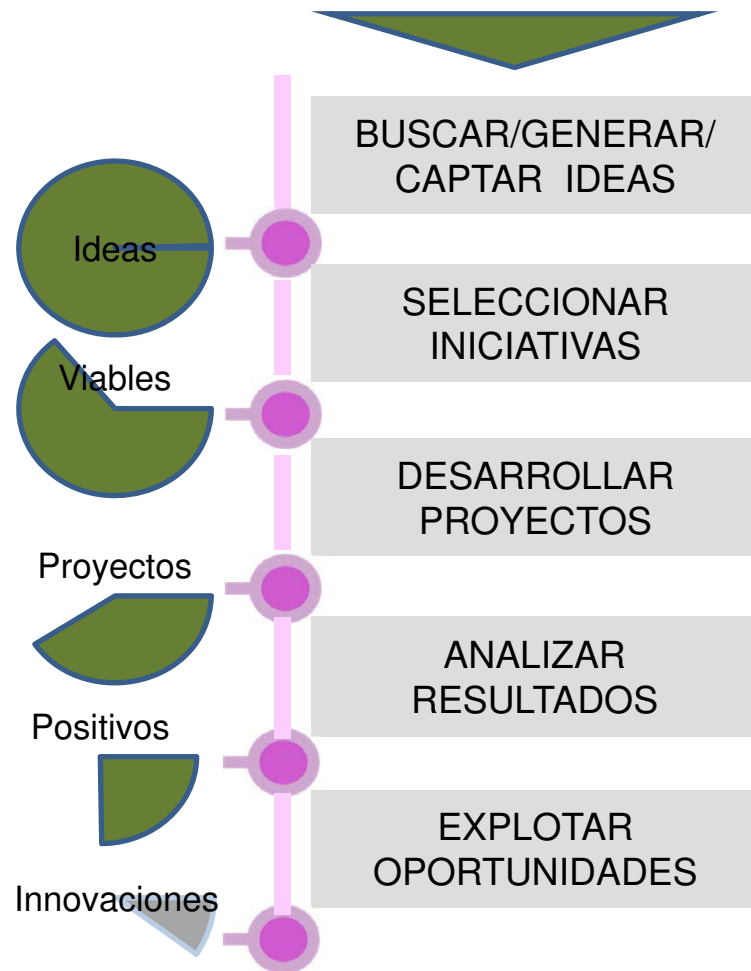 BUSCAR/GENERAR/
CAPTAR IDEAS
Ideas
SELECCIONAR
INICIATIVAS
Viables
DESARROLLAR
PROYECTOS
Proyectos
ANALIZAR
RESULTADOS
Positivos
EXPLOTAR
OPORTUNIDADES
Innovaciones